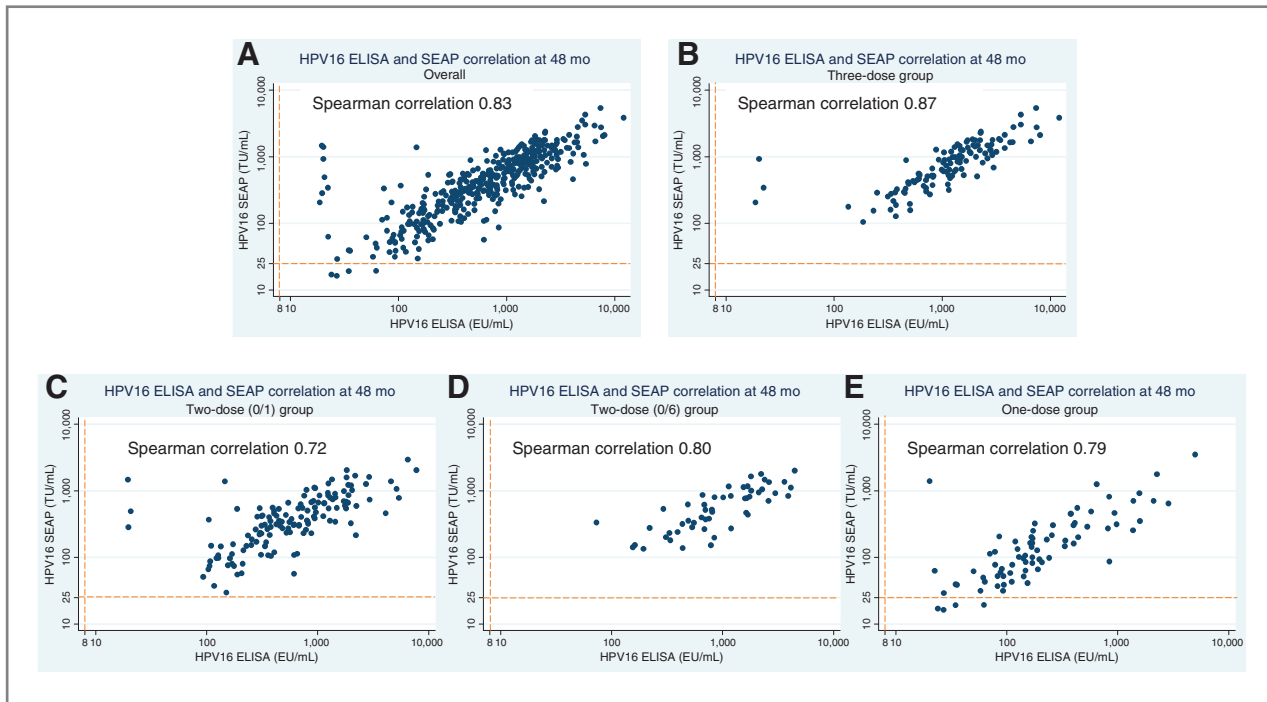 A
HPV16 ELISA and SEAP correlation at 48 mo
Overall
Spearman correlation 0.83
HPV16 SEAP (TU/mL)
10,000
1,000
100
25
10
8 10
100
1,000
10,000
HPV16 ELISA (EU/mL)
B
HPV16 ELISA and SEAP correlation at 48 mo
Three-dose group
Spearman correlation 0.87
HPV16 SEAP (TU/mL)
10,000
1,000
100
25
10
8 10
100
1,000
10,000
HPV16 ELISA (EU/mL)
C
HPV16 ELISA and SEAP correlation at 48 mo
Two-dose (0/1) group
Spearman correlation 0.72
HPV16 SEAP (TU/mL)
10,000
1,000
100
25
10
8 10
100
1,000
10,000
HPV16 ELISA (EU/mL)
D
HPV16 ELISA and SEAP correlation at 48 mo
Two-dose (0/6) group
Spearman correlation 0.80
HPV16 SEAP (TU/mL)
10,000
1,000
100
25
10
8 10
100
1,000
10,000
HPV16 ELISA (EU/mL)
E
HPV16 ELISA and SEAP correlation at 48 mo
One-dose group
Spearman correlation 0.79
HPV16 SEAP (TU/mL)
10,000
1,000
100
25
10
8 10
100
1,000
10,000
HPV16 ELISA (EU/mL)